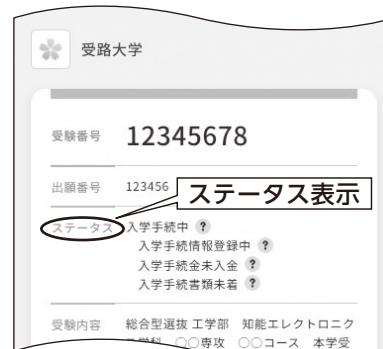 受路大学
受験番号 12345678
出願番号 123456
ステータス表示
ステータス 入学手続中 ?
入学手続情報登録中 ?
入学手続金未入金 ?
入学手続書類未着 ?
受験内容 総合型選抜 工学部 知能エレクトロニク
学科 ○○専攻 ○○コース 本学受